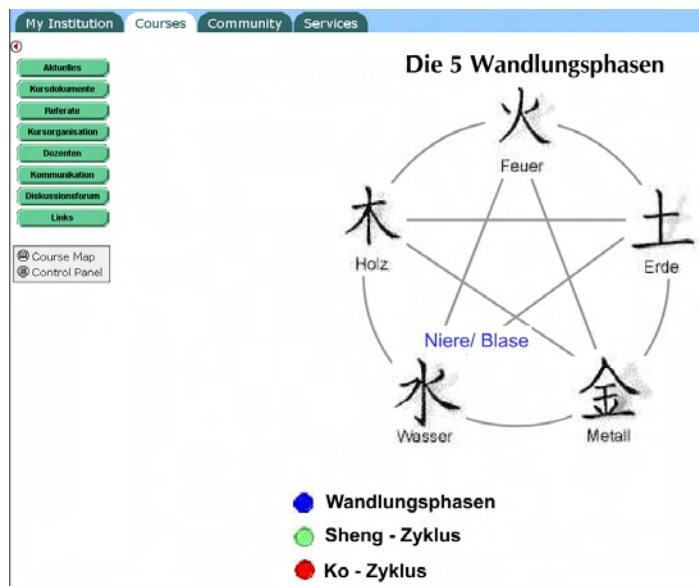 My Institution Courses Community Services
Aktuelles
Kursdokumente
Referate
Kursorganisation
Dozenten
Kommunikation
Diskussionsforum
Links
Course Map
Control Panel
Die 5 Wandlungsphasen
火
Feuer
木
Holz
土
Erde
Niere/ Blase
水
Wasser
金
Metall
Wandlungsphasen
Sheng - Zyklus
Ko - Zyklus